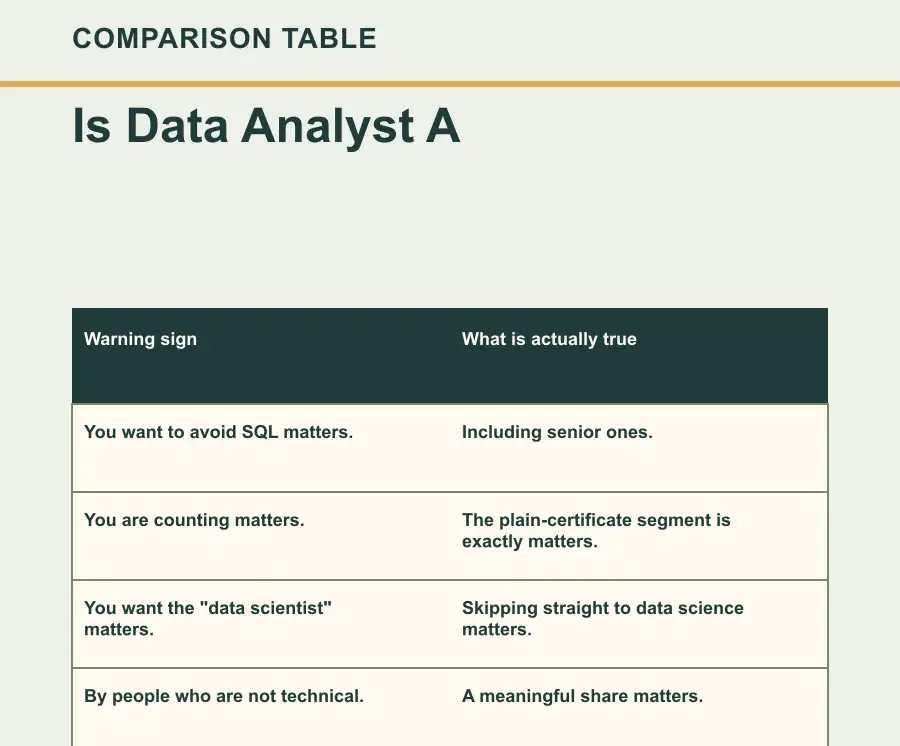 COMPARISON TABLE
Is Data Analyst A
Warning sign
What is actually true
You want to avoid SQL matters.
Including senior ones.
You are counting matters.
The plain-certificate segment is
exactly matters.
You want the "data scientist"
matters.
Skipping straight to data science
matters.
By people who are not technical.
A meaningful share matters.